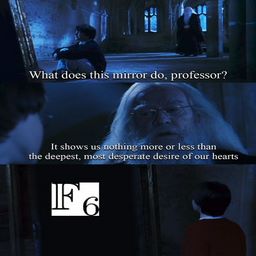 What does this mirror do, professor?
It shows us nothing more or less than
the deepest, most desperate desire of our hearts
F6